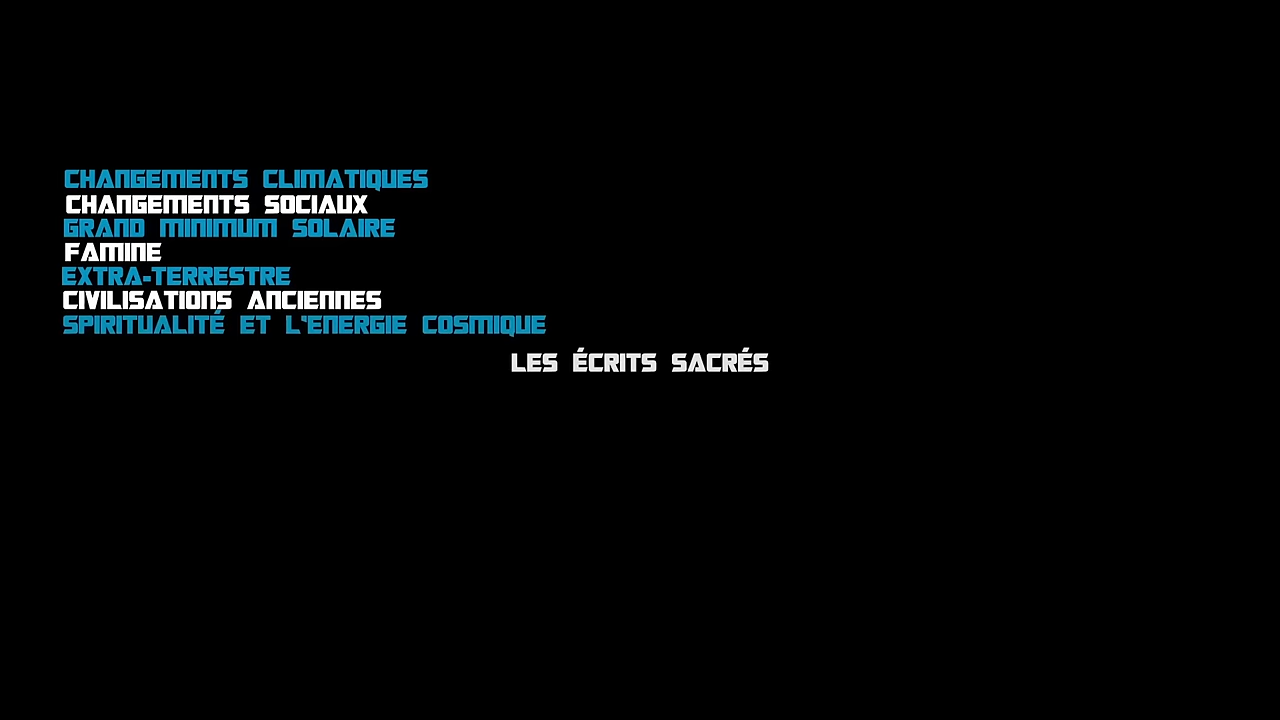 CHANGEMENTS CLIMATIQUES
CHANGEMENTS SOCIAUX
GRAND MINIMUM SOLAIRE
FAMINE
EXTRA-TERRESTRE
CIVILISATIONS ANCIENNES
SPIRITUALITÉ ET L'ENERGIE COSMIQUE
LES ÉCRITS SACRÉS